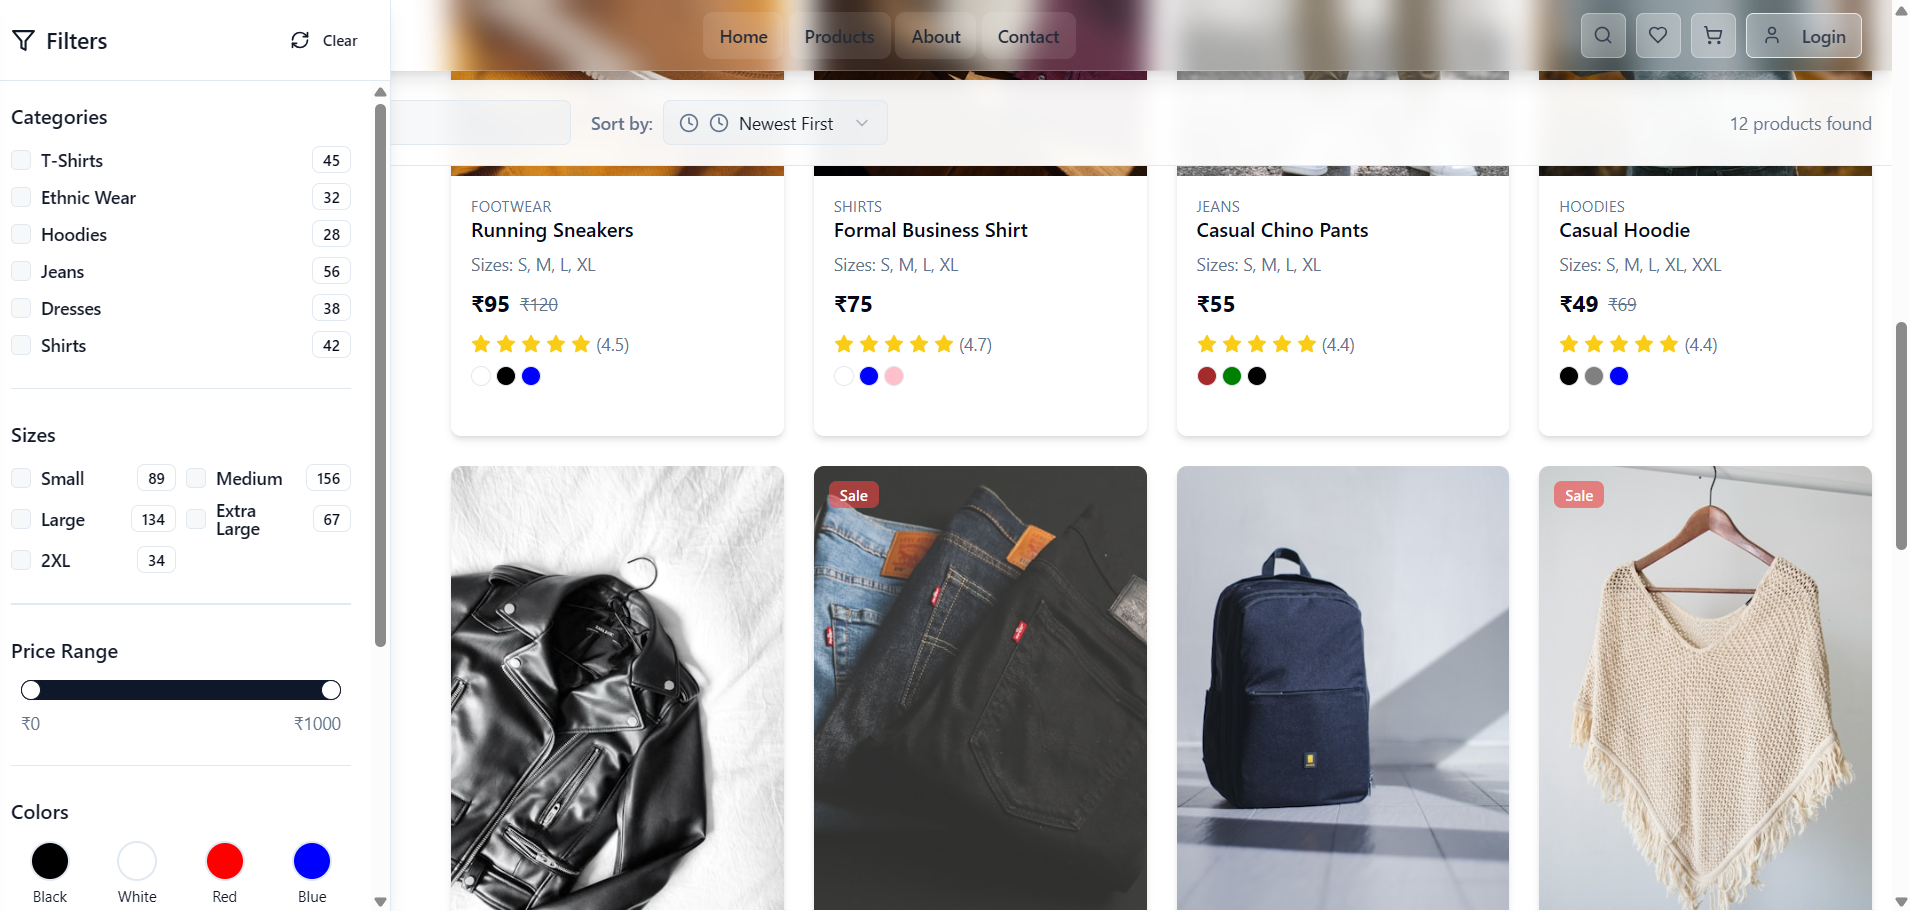 Filters
Clear
Home
Products
About
Contact
Login
Sort by:
Newest First
12 products found
Categories
T-Shirts 45
Ethnic Wear 32
Hoodies 28
Jeans 56
Dresses 38
Shirts 42
Sizes
Small 89
Medium 156
Large 134
Extra Large 67
2XL 34
Price Range
₹0
₹1000
Colors
Black
White
Red
Blue
FOOTWEAR
Running Sneakers
Sizes: S, M, L, XL
₹95 ₹120
(4.5)
SHIRTS
Formal Business Shirt
Sizes: S, M, L, XL
₹75
(4.7)
JEANS
Casual Chino Pants
Sizes: S, M, L, XL
₹55
(4.4)
HOODIES
Casual Hoodie
Sizes: S, M, L, XL, XXL
₹49 ₹69
(4.4)
Sale
Sale